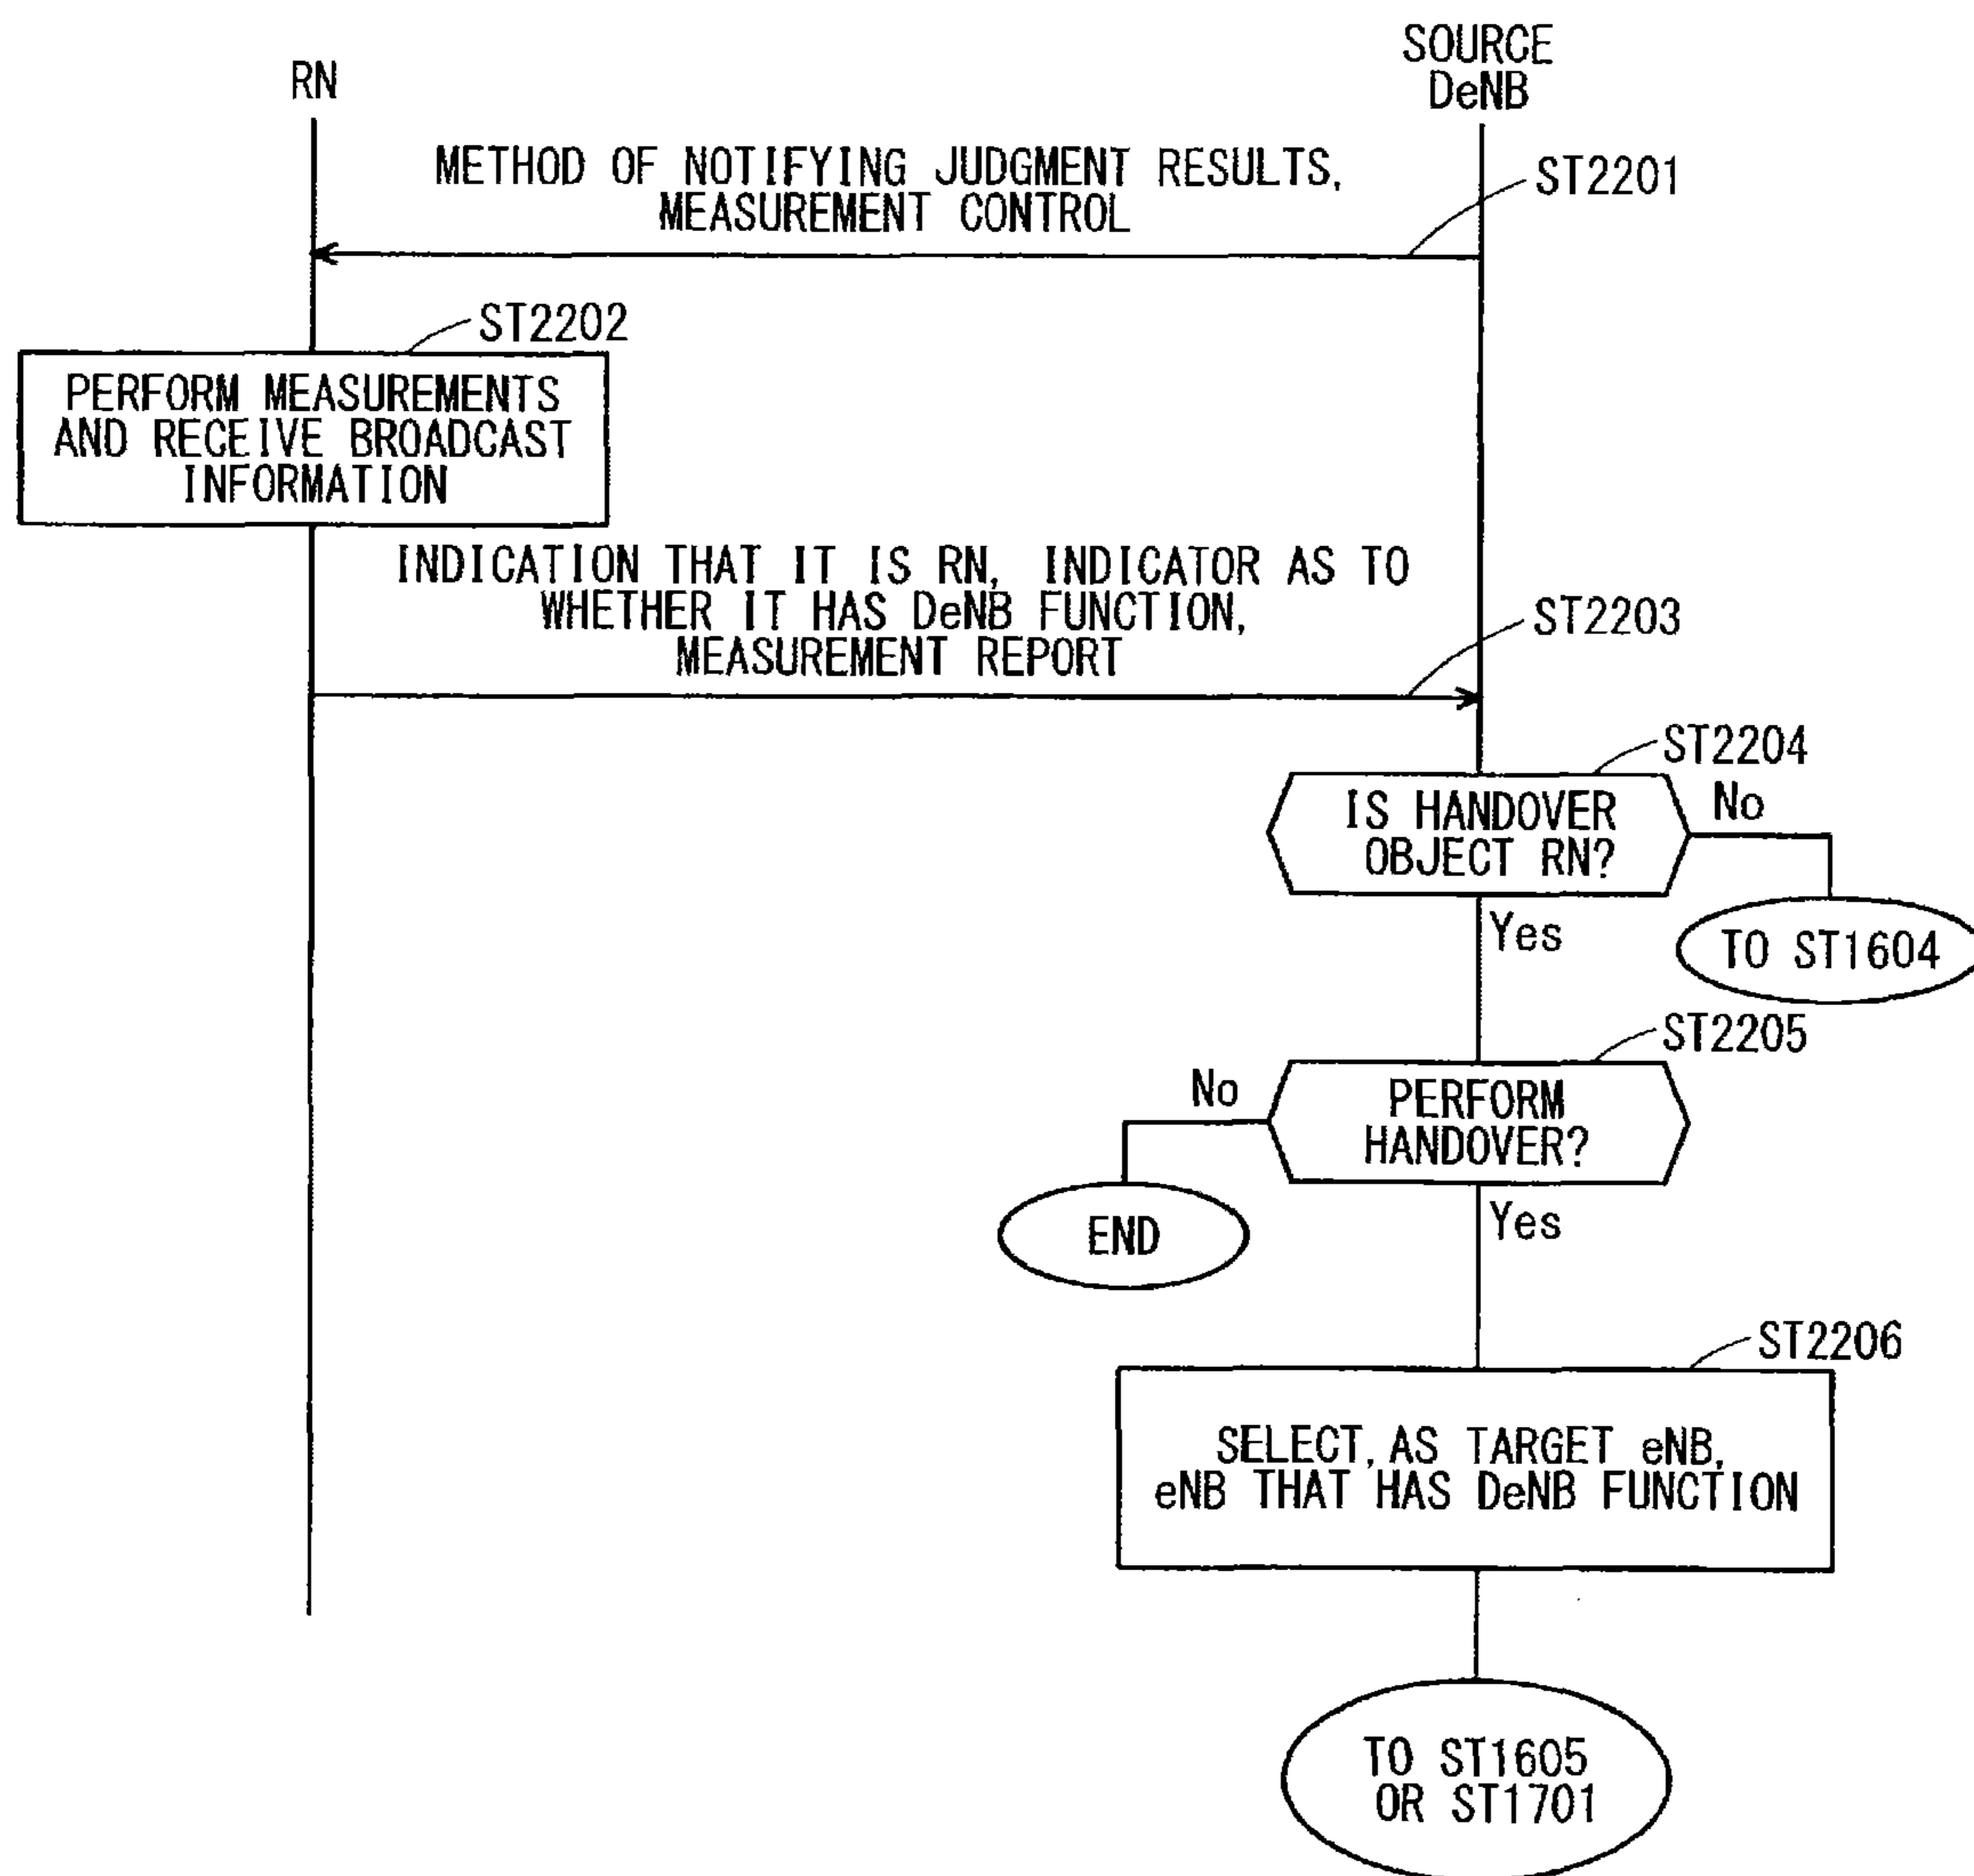 RN
SOURCE
DeNB
METHOD OF NOTIFYING JUDGMENT RESULTS,
MEASUREMENT CONTROL
ST2201
ST2202
PERFORM MEASUREMENTS
AND RECEIVE BROADCAST
INFORMATION
INDICATION THAT IT IS RN, INDICATOR AS TO
WHETHER IT HAS DeNB FUNCTION,
MEASUREMENT REPORT
ST2203
ST2204
IS HANDOVER
OBJECT RN?
No
Yes
TO ST1604
ST2205
PERFORM
HANDOVER?
No
END
Yes
ST2206
SELECT, AS TARGET eNB,
eNB THAT HAS DeNB FUNCTION
TO ST1605
OR ST1701